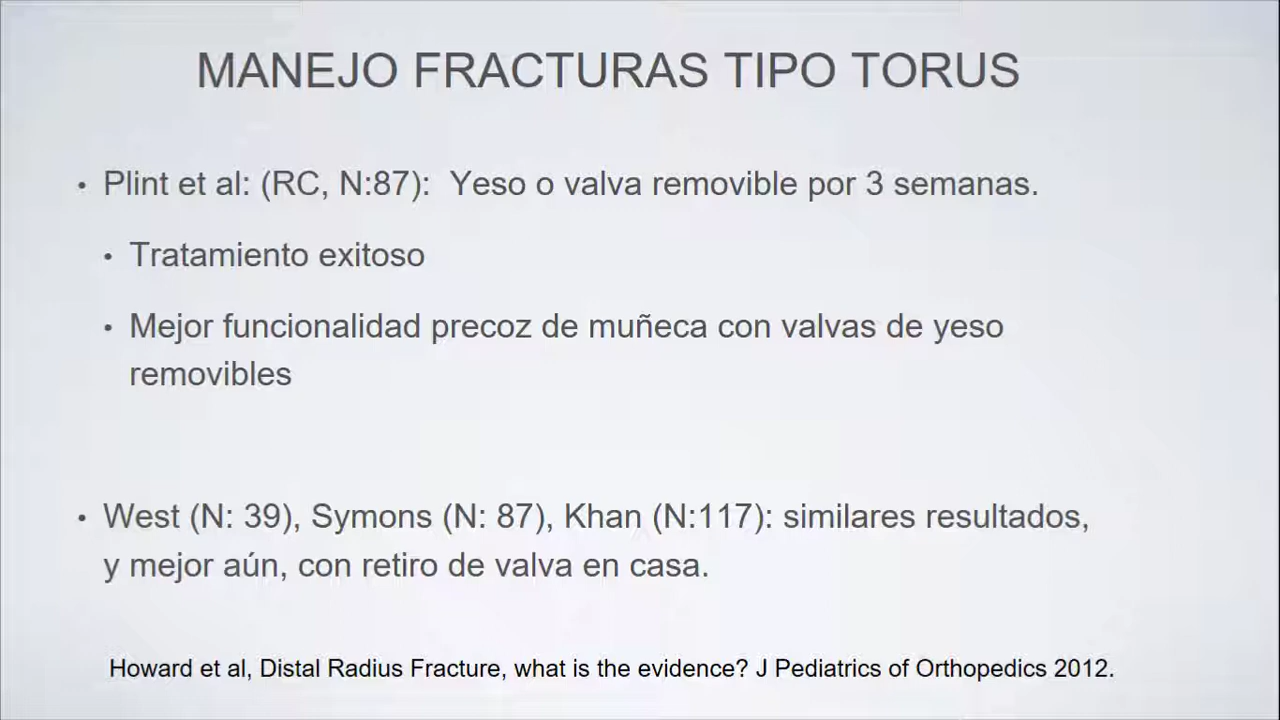 MANEJO FRACTURAS TIPO TORUS
• Plint et al: (RC, N:87):  Yeso o valva removible por 3 semanas.
• Tratamiento exitoso
• Mejor funcionalidad precoz de muñeca con valvas de yeso
removibles
• West (N: 39), Symons (N: 87), Khan (N:117): similares resultados,
y mejor aún, con retiro de valva en casa.
Howard et al, Distal Radius Fracture, what is the evidence? J Pediatrics of Orthopedics 2012.